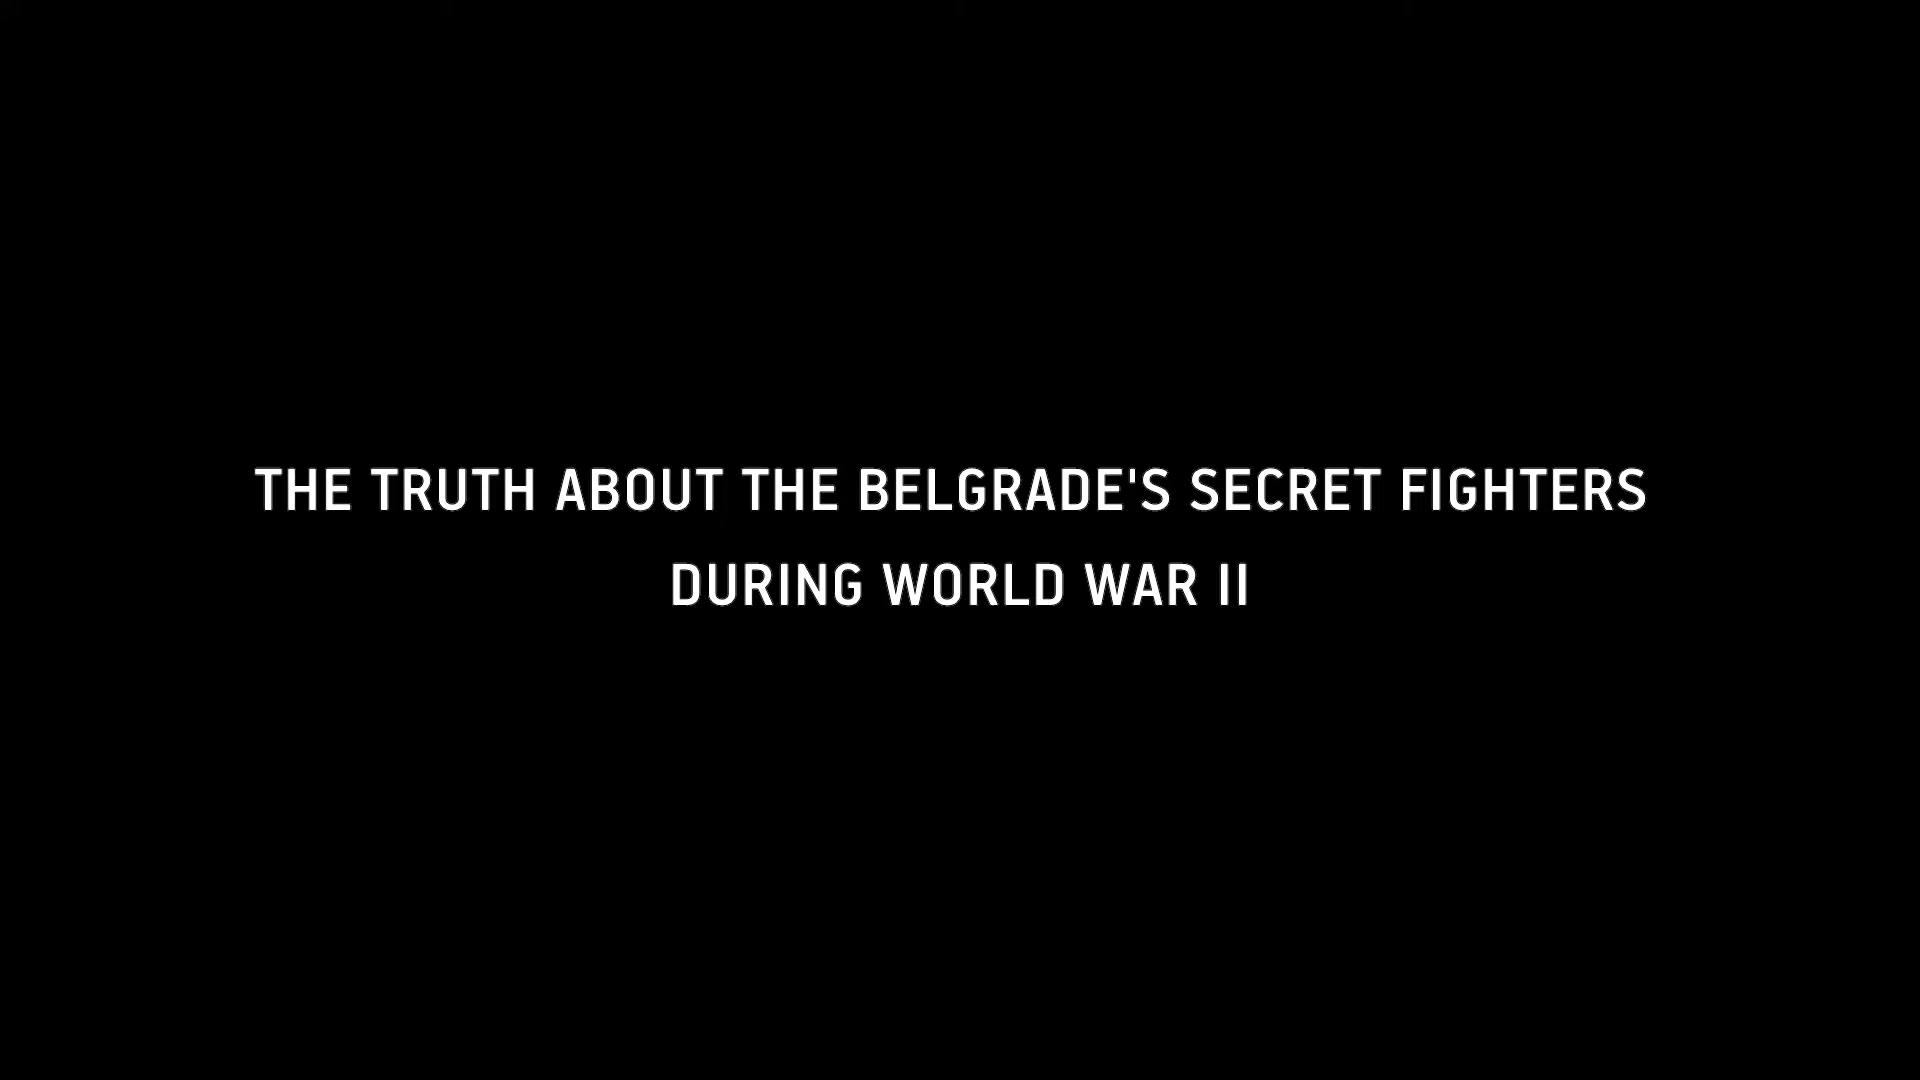 THE TRUTH ABOUT THE BELGRADE'S SECRET FIGHTERS
DURING WORLD WAR II